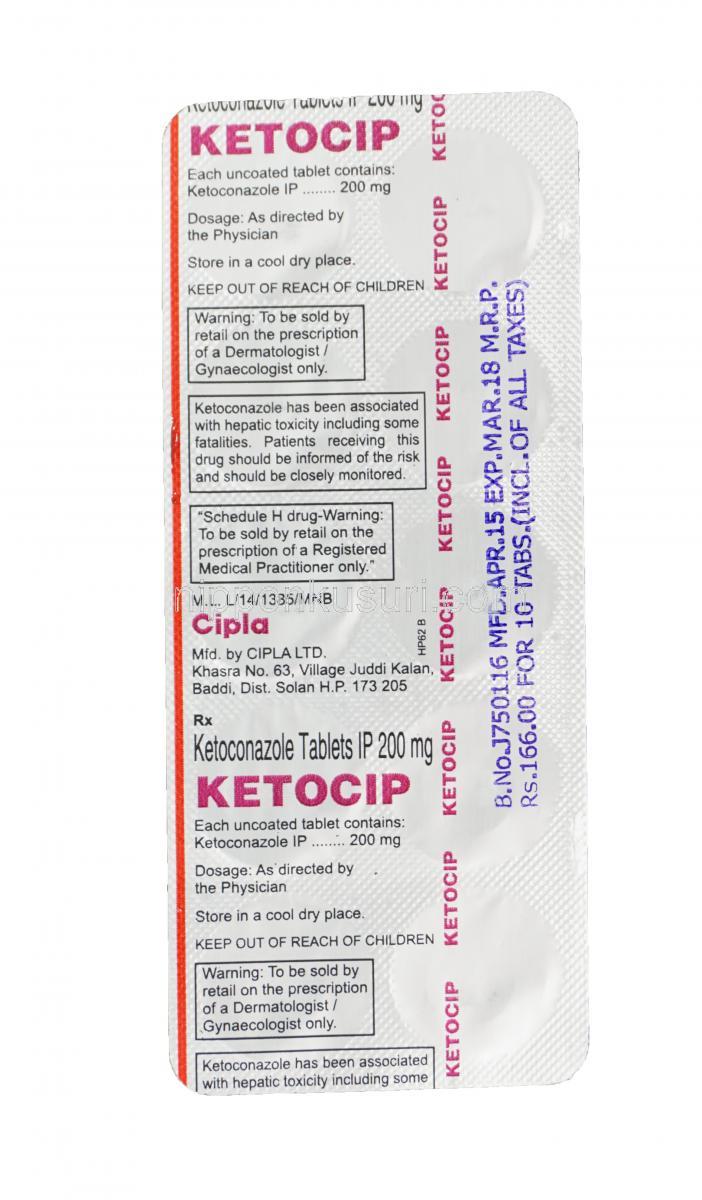 Ketoconazole Tablets IP 200 mg
KETOCIP
Each uncoated tablet contains:
Ketoconazole IP ........ 200 mg
Dosage: As directed by
the Physician
Store in a cool dry place.
KEEP OUT OF REACH OF CHILDREN
Warning: To be sold by
retail on the prescription
of a Dermatologist /
Gynaecologist only.
Ketoconazole has been associated
with hepatic toxicity including some
fatalities. Patients receiving this
drug should be informed of the risk
and should be closely monitored.
"Schedule H drug-Warning:
To be sold by retail on the
prescription of a Registered
Medical Practitioner only."
M.L. L/14/1385/MNB
Cipla
HP62 B
Mfd. by CIPLA LTD.
Khasra No. 63, Village Juddi Kalan,
Baddi, Dist. Solan H.P. 173 205
Rx
Ketoconazole Tablets IP 200 mg
KETOCIP
Each uncoated tablet contains:
Ketoconazole IP ........ 200 mg
Dosage: As directed by
the Physician
Store in a cool dry place.
KEEP OUT OF REACH OF CHILDREN
Warning: To be sold by
retail on the prescription
of a Dermatologist /
Gynaecologist only.
Ketoconazole has been associated
with hepatic toxicity including some
KETOCIP KETOCIP KETOCIP KETOCIP KETOCIP KETOCIP KETOCIP KETOC
B.No.J750116 MFD.APR.15 EXP.MAR.18 M.R.P.
Rs.166.00 FOR 10 TABS.(INCL.OF ALL TAXES)
nipponkusuri.com